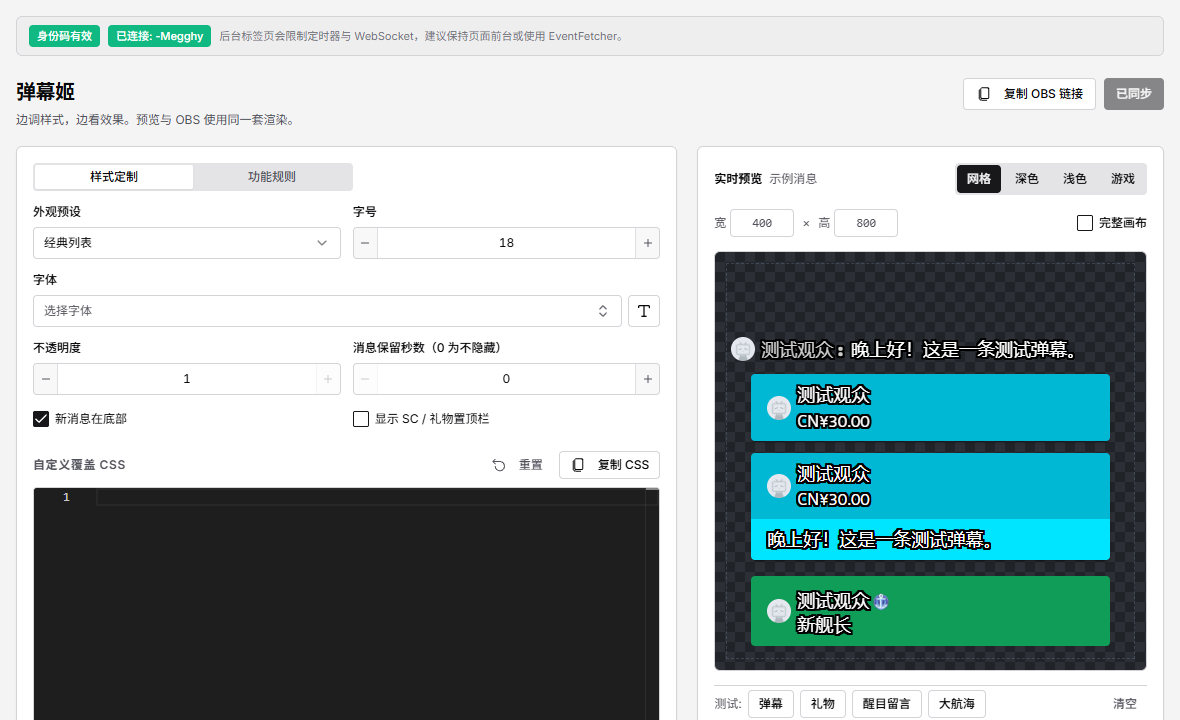 身份码有效 已连接: -Megghy 后台标签页会限制定时器与 WebSocket，建议保持页面前台或使用 EventFetcher。
弹幕姬
复制 OBS 链接 已同步
边调样式，边看效果。预览与 OBS 使用同一套渲染。
样式定制 功能规则
外观预设 字号
经典列表 18
字体
选择字体
不透明度 消息保留秒数（0 为不隐藏）
1 0
新消息在底部 显示 SC / 礼物置顶栏
自定义覆盖 CSS 重置 复制 CSS
1
实时预览 示例消息 网格 深色 浅色 游戏
宽 400 × 高 800 完整画布
测试观众：晚上好！这是一条测试弹幕。
测试观众
CN¥30.00
测试观众
CN¥30.00
晚上好！这是一条测试弹幕。
测试观众
新舰长
测试: 弹幕 礼物 醒目留言 大航海 清空